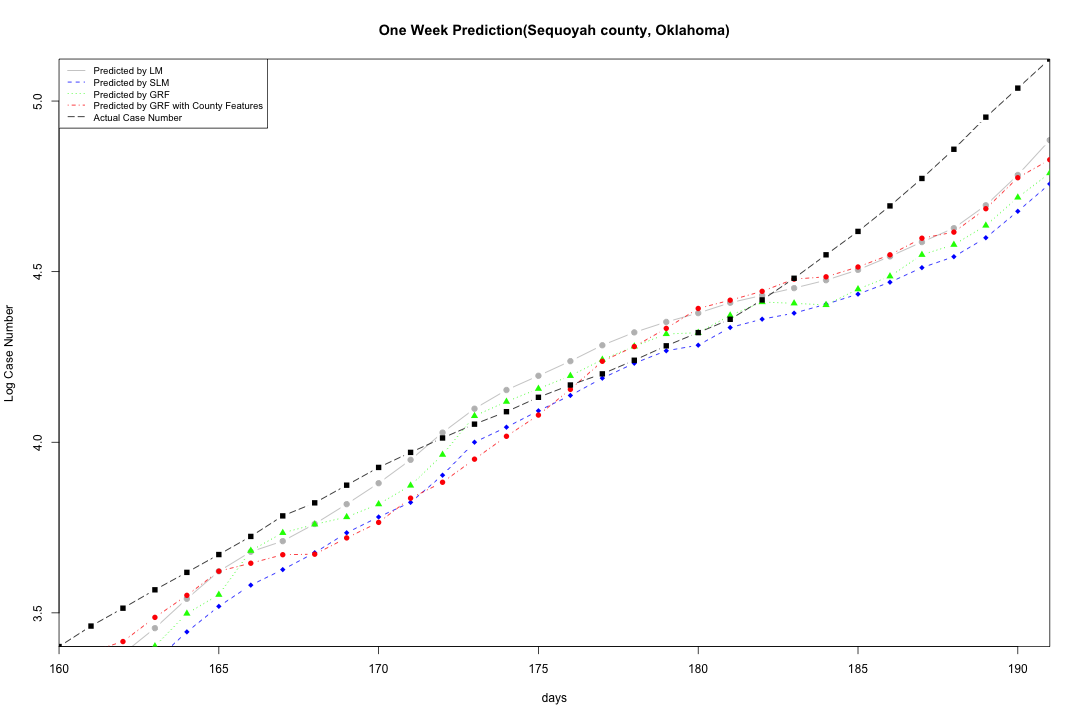 One Week Prediction(Sequoyah county, Oklahoma)
Predicted by LM
Predicted by SLM
Predicted by GRF
Predicted by GRF with County Features
Actual Case Number
Log Case Number
5.0
4.5
4.0
3.5
160 165 170 175 180 185 190
days